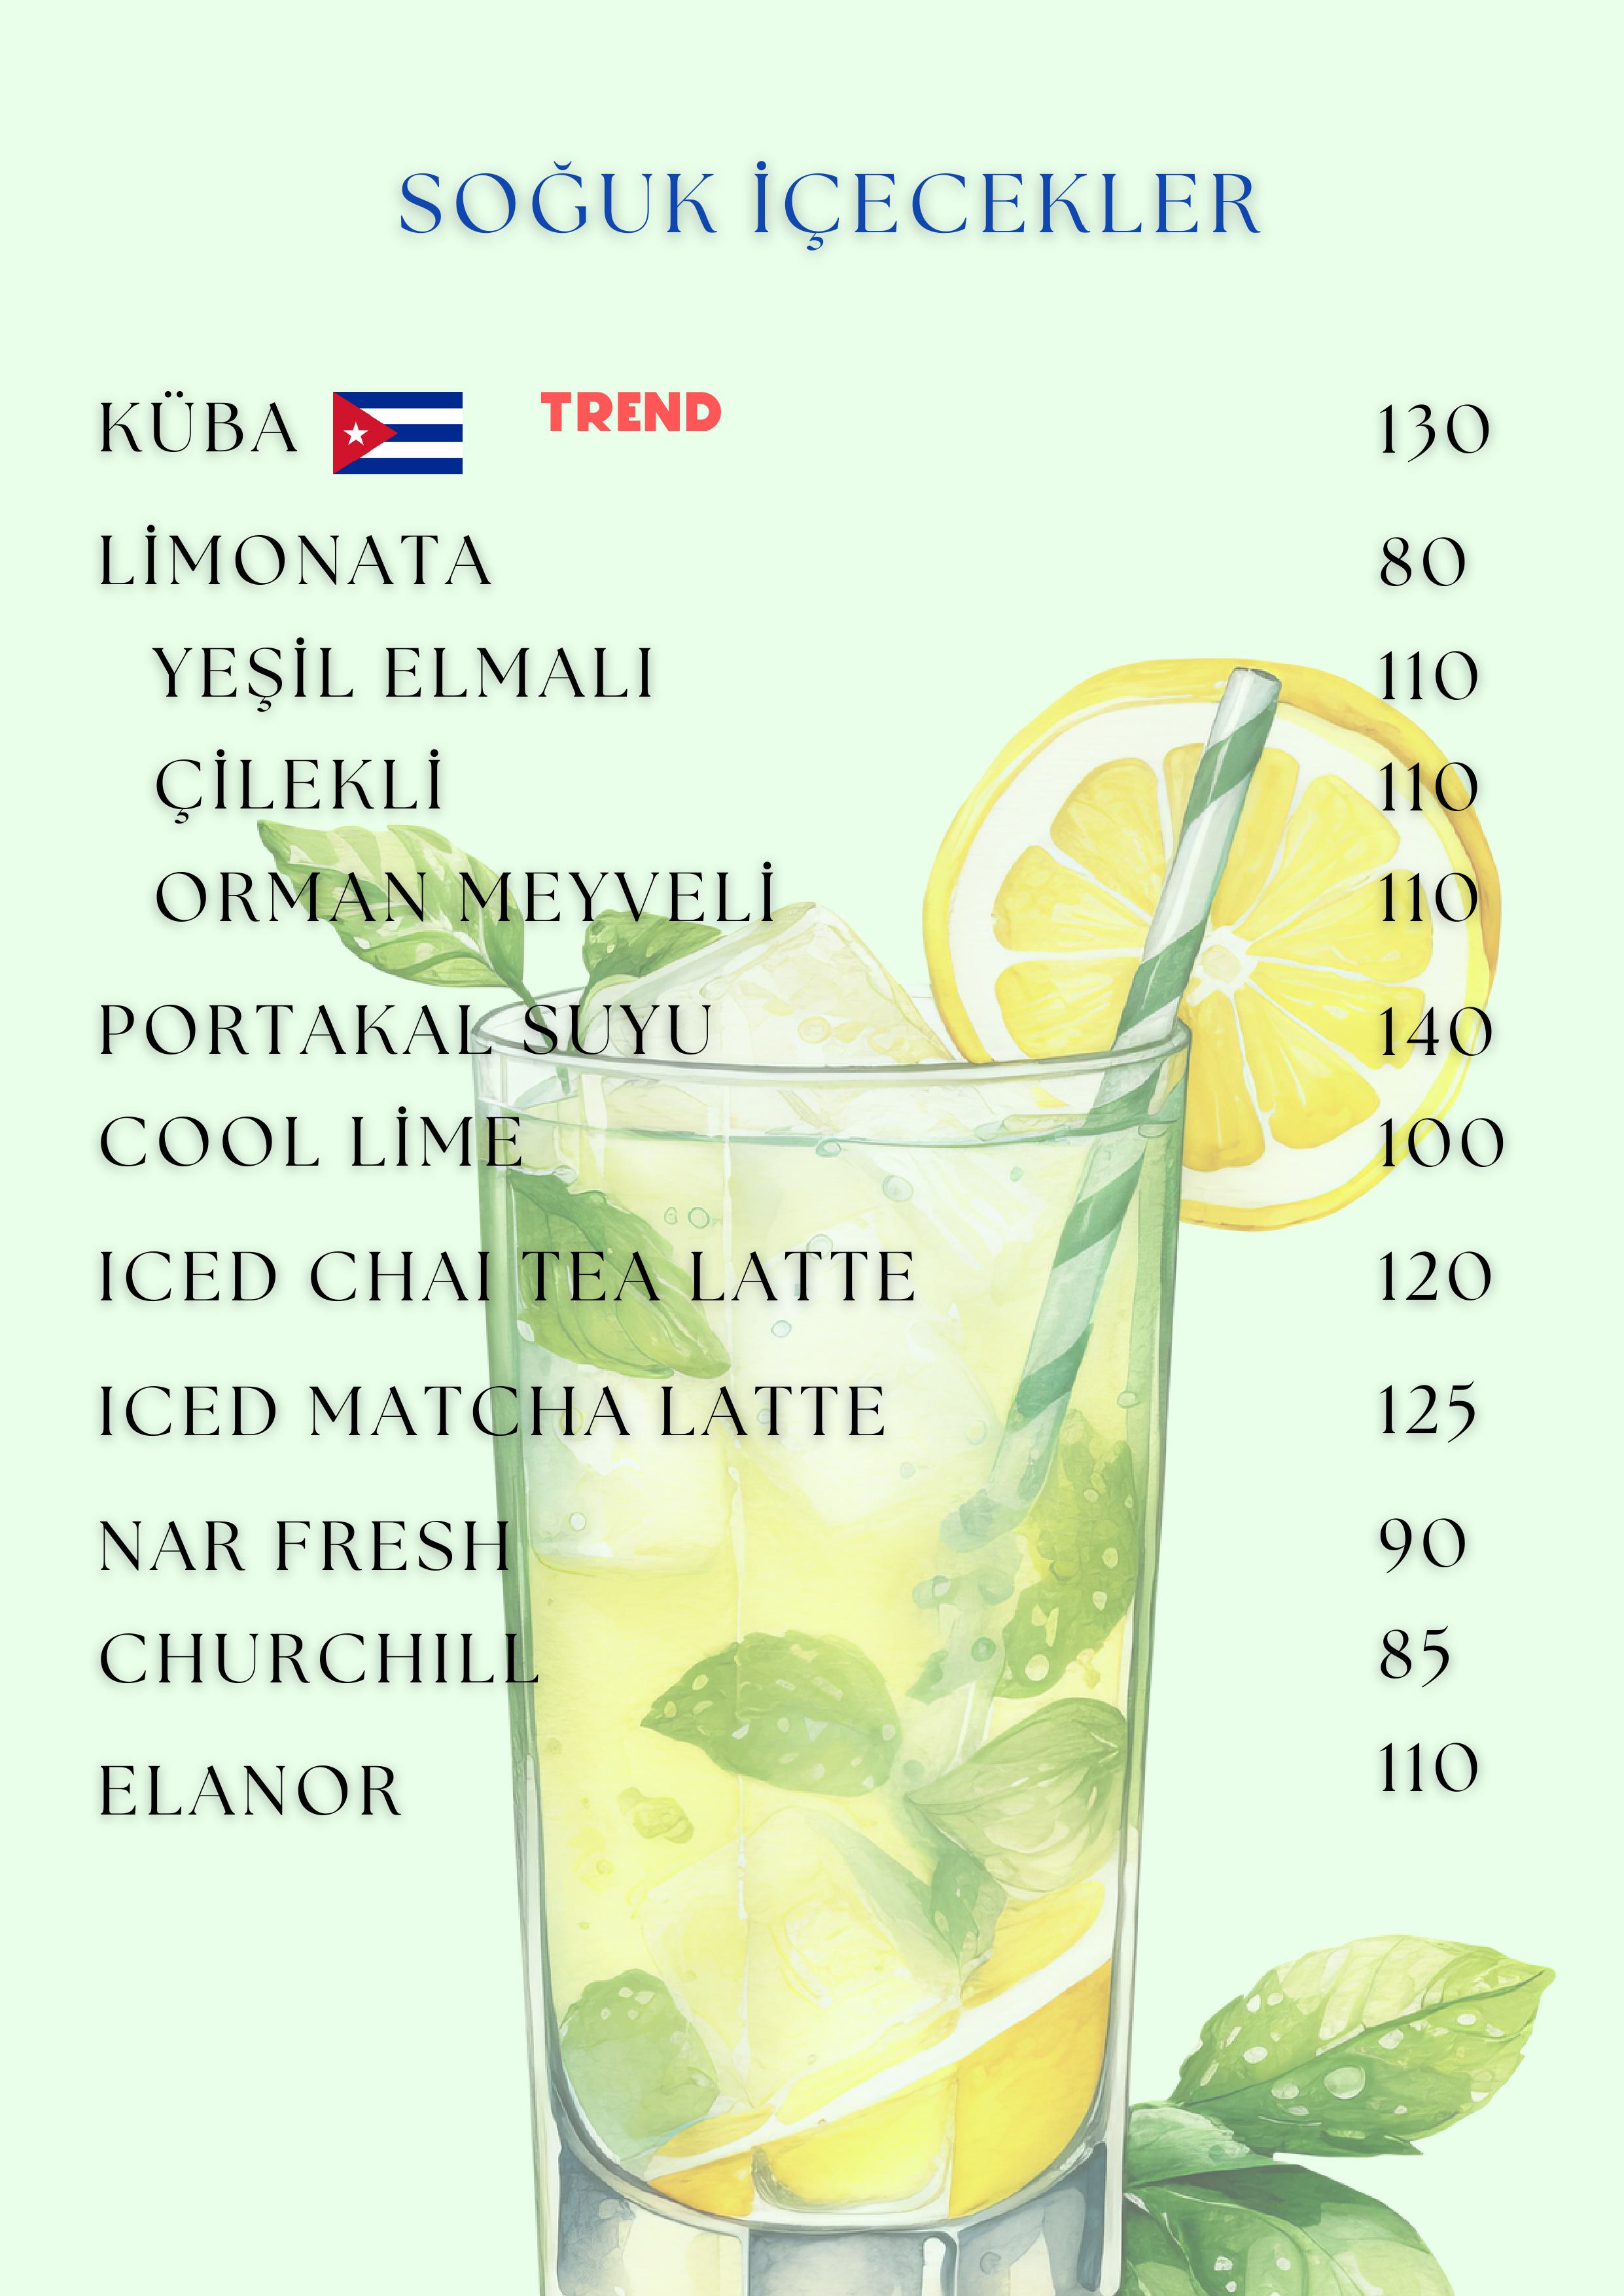 SOĞUK İÇECEKLER
KÜBA TREND 130
LİMONATA 80
YEŞİL ELMALI 110
ÇİLEKLİ 110
ORMAN MEYVELİ 110
PORTAKAL SUYU 140
COOL LİME 100
ICED CHAI TEA LATTE 120
ICED MATCHA LATTE 125
NAR FRESH 90
CHURCHILL 85
ELANOR 110